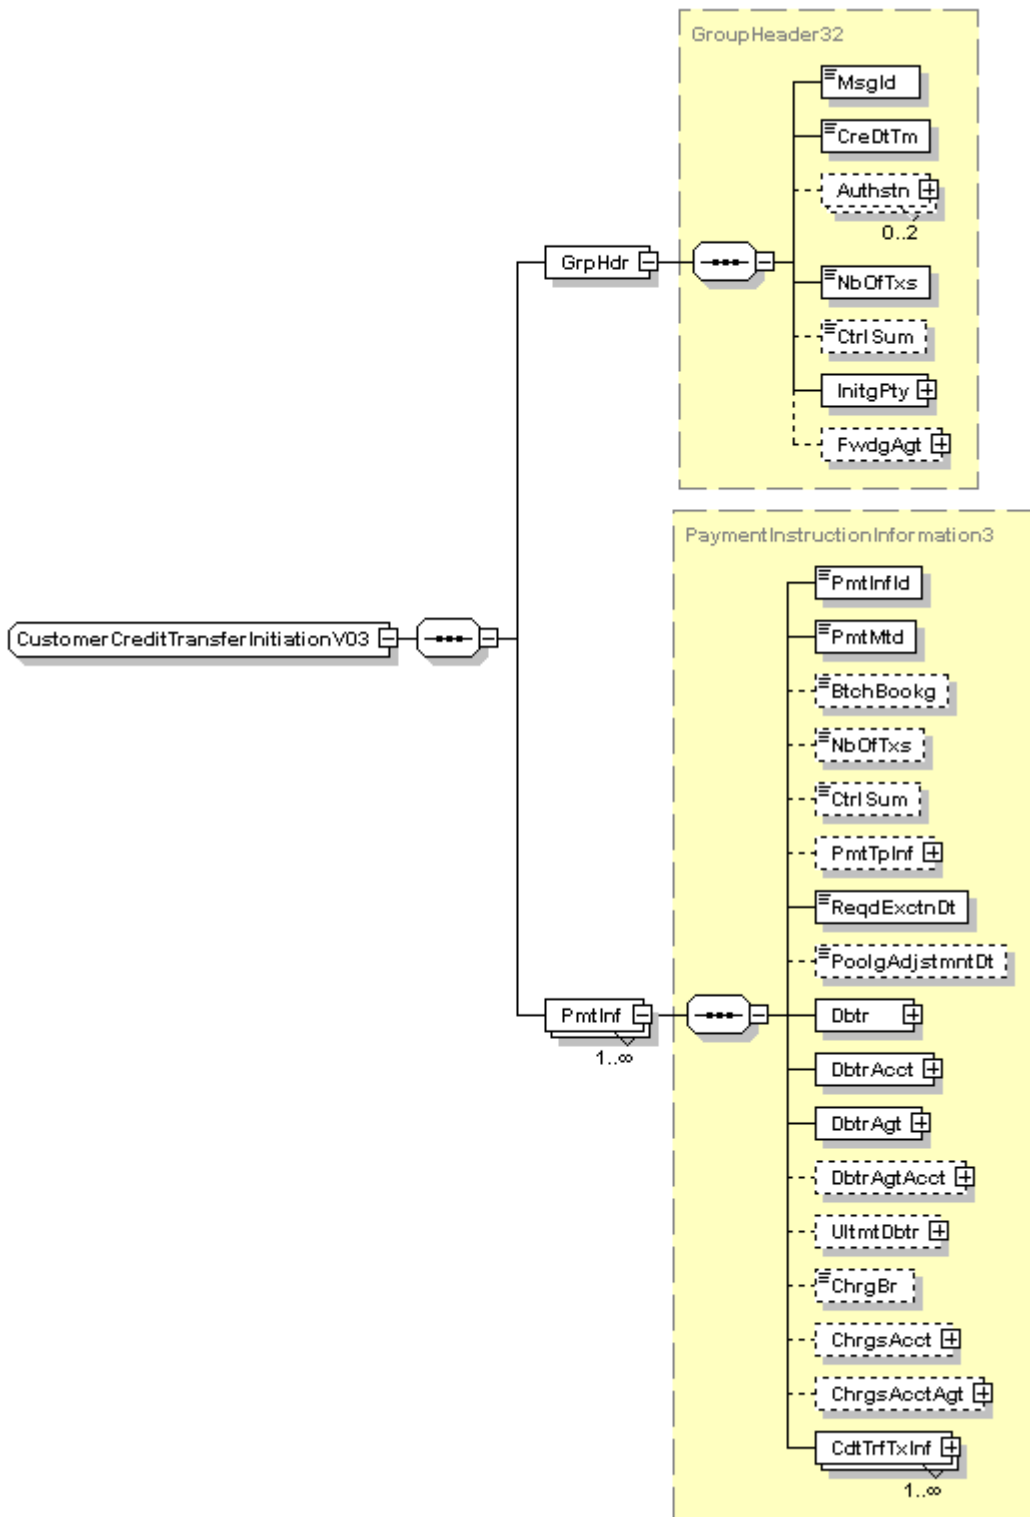 GroupHeader32
MsgId
CreDtTm
Authstn
0..2
GrpHdr
NbOfTxs
CtrlSum
InitgPty
FwdgAgt
PaymentInstructionInformation3
PmtInfId
CustomerCreditTransferInitiationV03
PmtMtd
BtchBookg
NbOfTxs
CtrlSum
PmtTpInf
ReqdExctnDt
PoolgAdjstmntDt
PmtInf
1..∞
Dbtr
DbtrAcct
DbtrAgt
DbtrAgtAcct
UltmtDbtr
ChrgBr
ChrgsAcct
ChrgsAcctAgt
CdtTrfTxInf
1..∞